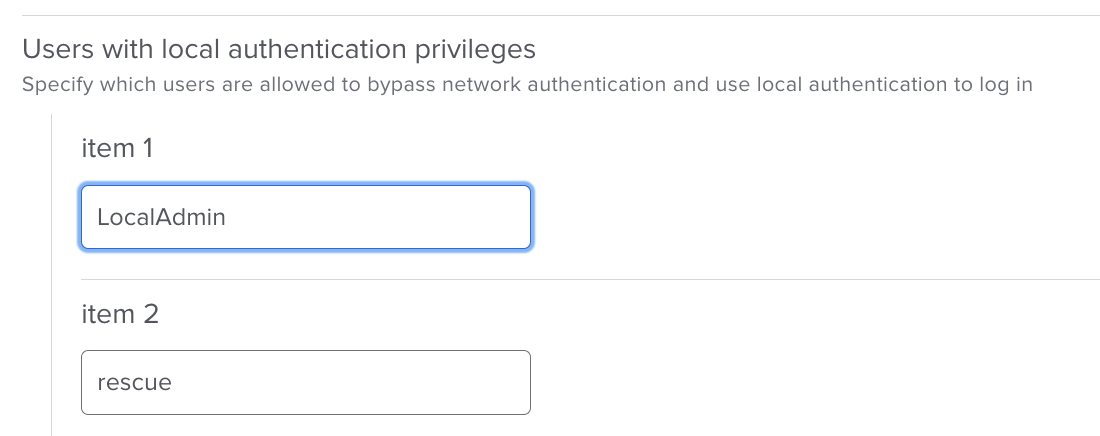 Users with local authentication privileges
Specify which users are allowed to bypass network authentication and use local authentication to log in
item 1
LocalAdmin
item 2
rescue